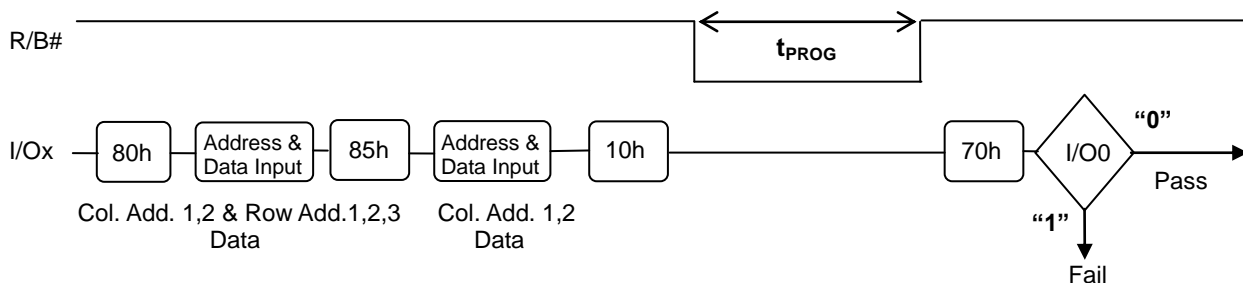 R/B#
tPROG
I/Ox
80h
Address &
Data Input
85h
Address &
Data Input
10h
70h
I/O0
“0”
Pass
Col. Add. 1,2 & Row Add.1,2,3
Data
Col. Add. 1,2
Data
“1”
Fail